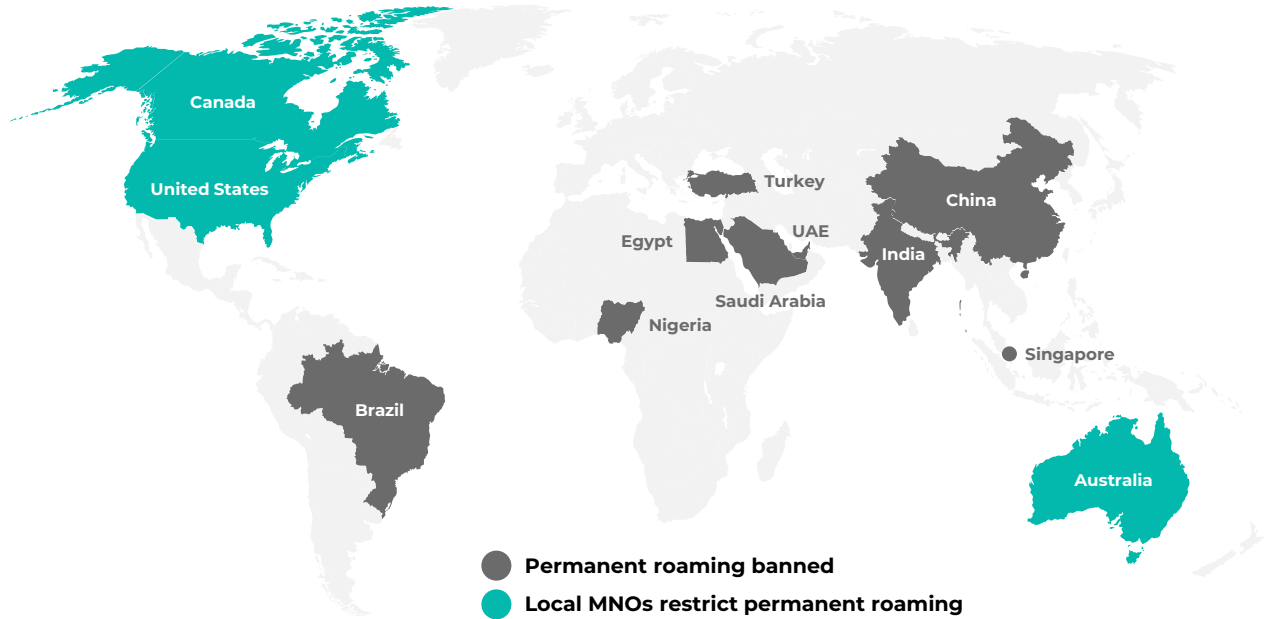 Canada
United States
Turkey
China
UAE
Egypt
India
Saudi Arabia
Nigeria
Singapore
Brazil
Australia
Permanent roaming banned
Local MNOs restrict permanent roaming